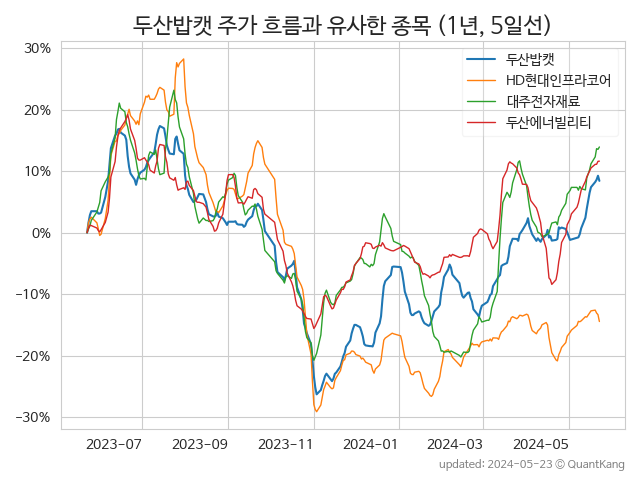 두산밥캣 주가 흐름과 유사한 종목 (1년, 5일선)
30%
20%
10%
0%
−10%
−20%
−30%
두산밥캣
HD현대인프라코어
대주전자재료
두산에너빌리티
2023-07
2023-09
2023-11
2024-01
2024-03
2024-05
updated: 2024-05-23 © QuantKang